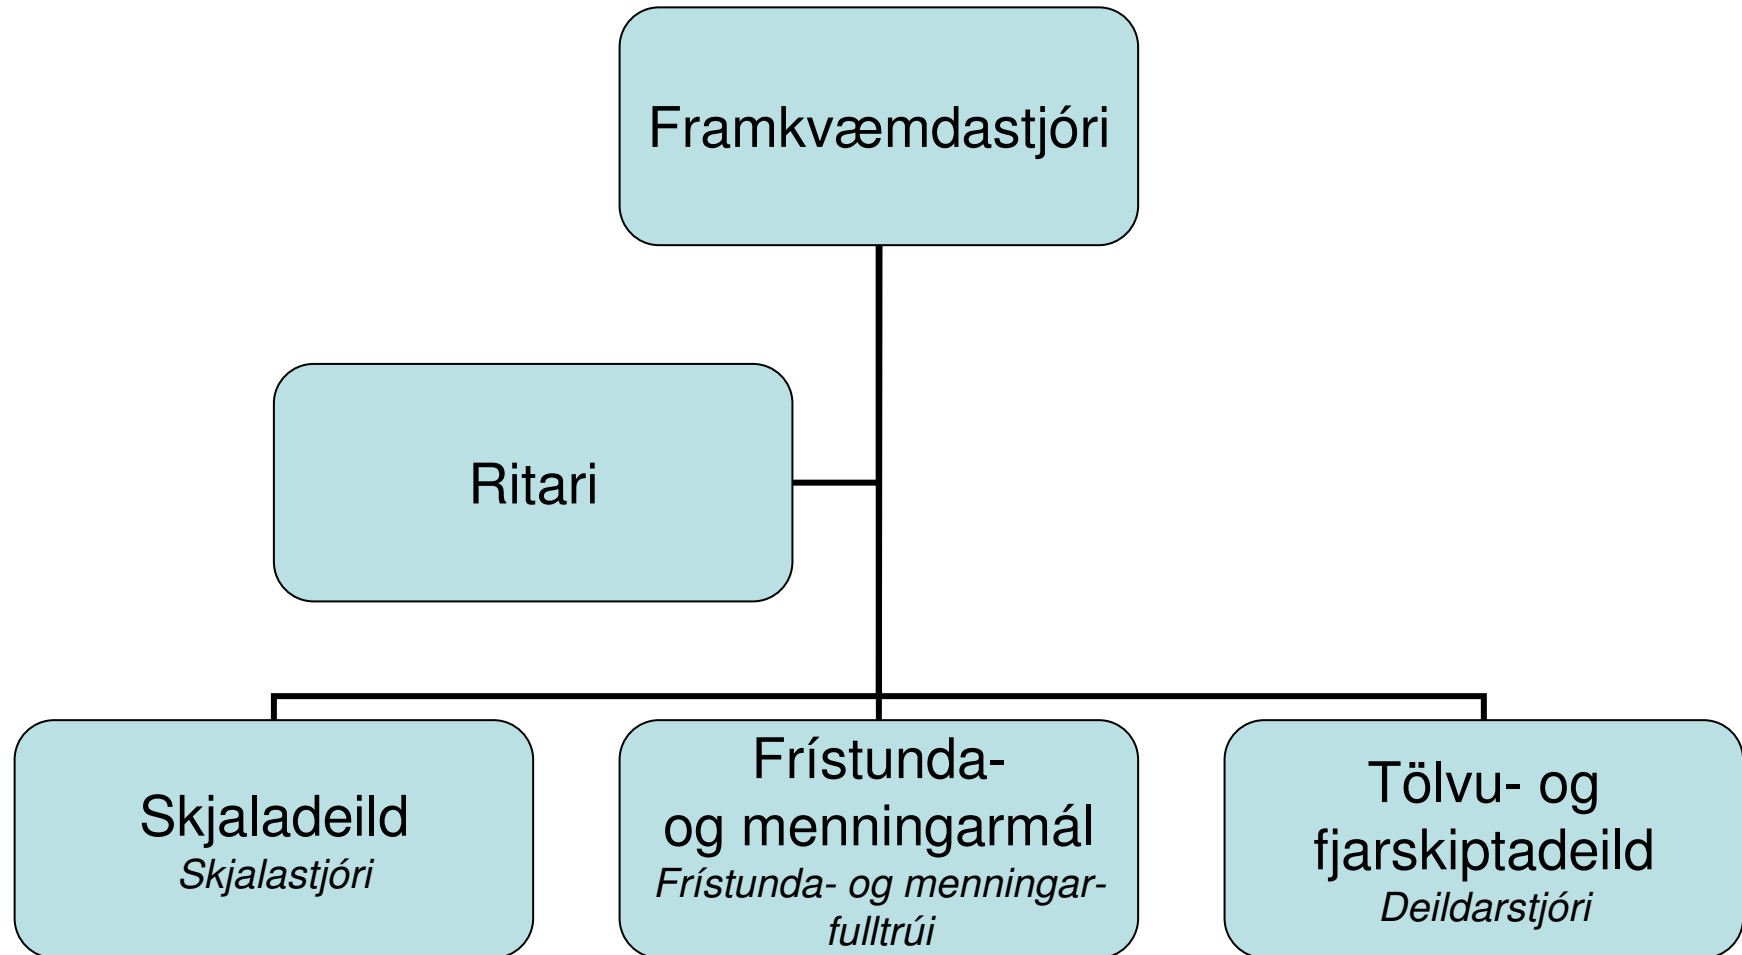 Framkvæmdastjóri
Ritari
Skjaladeild
Skjalastjóri
Frístunda-
og menningarmál
Frístunda- og menningar-
fulltrúi
Tölvu- og
fjarskiptadeild
Deildarstjóri